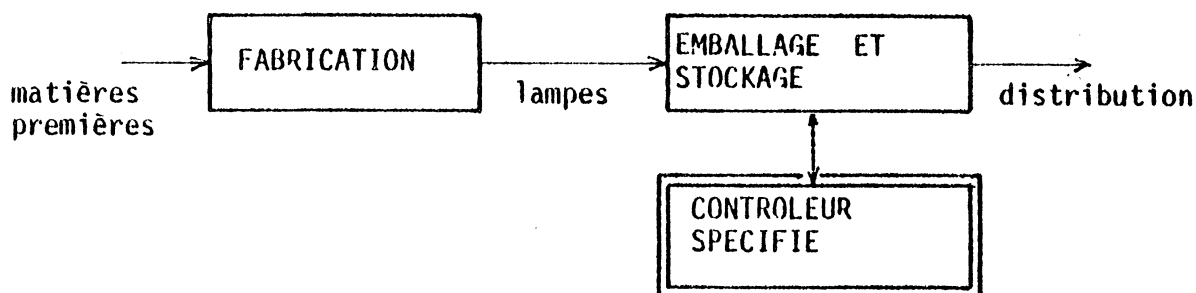 FABRICATION
EMBALLAGE ET
STOCKAGE
matières
premières
lampes
distribution
CONTROLEUR
SPECIFIE